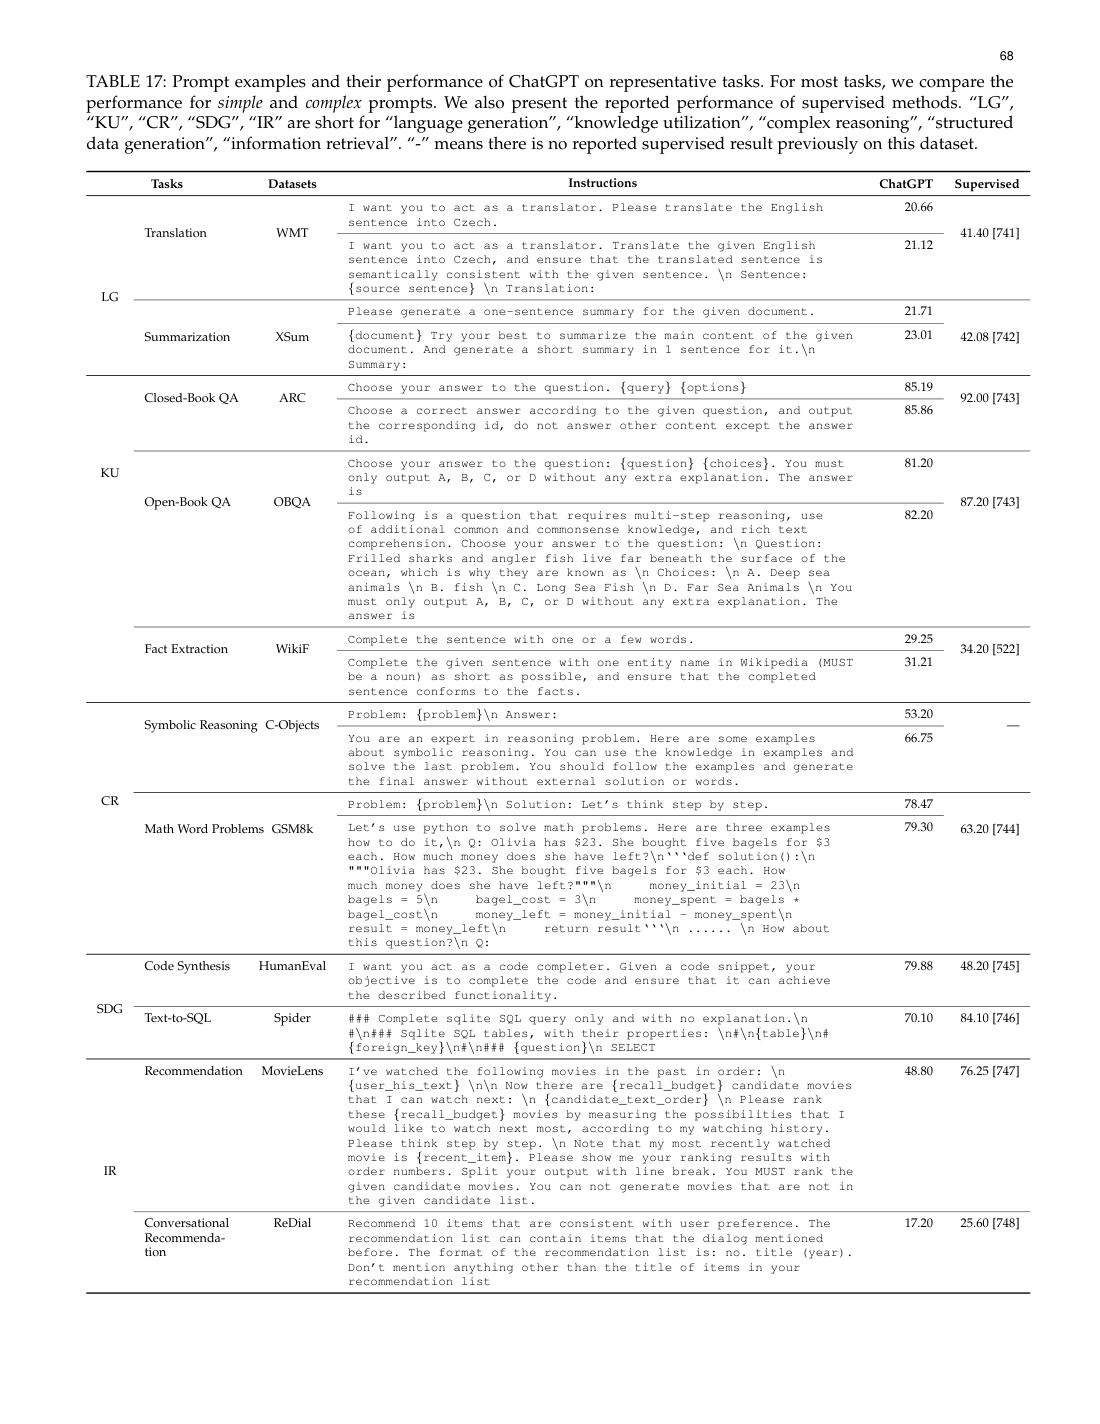 68
TABLE 17: Prompt examples and their performance of ChatGPT on representative tasks. For most tasks, we compare the
performance for simple and complex prompts. We also present the reported performance of supervised methods. “LG”,
“KU”, “CR”, “SDG”, “IR” are short for “language generation”, “knowledge utilization”, “complex reasoning”, “structured
data generation”, “information retrieval”. “-” means there is no reported supervised result previously on this dataset.
Tasks Datasets Instructions ChatGPT Supervised
LG
Translation WMT
I want you to act as a translator. Please translate the English 20.66
sentence into Czech.
41.40 [741]
I want you to act as a translator. Translate the given English 21.12
sentence into Czech, and ensure that the translated sentence is
semantically consistent with the given sentence. \n Sentence:
{source sentence} \n Translation:
Summarization XSum
Please generate a one-sentence summary for the given document. 21.71
42.08 [742]
{document} Try your best to summarize the main content of the given 23.01
document. And generate a short summary in 1 sentence for it.\n
Summary:
KU
Closed-Book QA ARC
Choose your answer to the question. {query} {options} 85.19
92.00 [743]
Choose a correct answer according to the given question, and output 85.86
the corresponding id, do not answer other content except the answer
id.
Open-Book QA OBQA
Choose your answer to the question: {question} {choices}. You must 81.20
only output A, B, C, or D without any extra explanation. The answer
is
87.20 [743]
Following is a question that requires multi-step reasoning, use 82.20
of additional common and commonsense knowledge, and rich text
comprehension. Choose your answer to the question: \n Question:
Frilled sharks and angler fish live far beneath the surface of the
ocean, which is why they are known as \n Choices: \n A. Deep sea
animals \n B. fish \n C. Long Sea Fish \n D. Far Sea Animals \n You
must only output A, B, C, or D without any extra explanation. The
answer is
Fact Extraction WikiF
Complete the sentence with one or a few words. 29.25
34.20 [522]
Complete the given sentence with one entity name in Wikipedia (MUST 31.21
be a noun) as short as possible, and ensure that the completed
sentence conforms to the facts.
CR
Symbolic Reasoning C-Objects
Problem: {problem}\n Answer: 53.20
—
You are an expert in reasoning problem. Here are some examples 66.75
about symbolic reasoning. You can use the knowledge in examples and
solve the last problem. You should follow the examples and generate
the final answer without external solution or words.
Math Word Problems GSM8k
Problem: {problem}\n Solution: Let’s think step by step. 78.47
63.20 [744]
Let’s use python to solve math problems. Here are three examples 79.30
how to do it,\n Q: Olivia has $23. She bought five bagels for $3
each. How much money does she have left?\n‘‘‘def solution():\n
"""Olivia has $23. She bought five bagels for $3 each. How
much money does she have left?"""\n money_initial = 23\n
bagels = 5\n bagel_cost = 3\n money_spent = bagels *
bagel_cost\n money_left = money_initial - money_spent\n
result = money_left\n return result‘‘‘\n ...... \n How about
this question?\n Q:
SDG
Code Synthesis HumanEval I want you act as a code completer. Given a code snippet, your 79.88 48.20 [745]
objective is to complete the code and ensure that it can achieve
the described functionality.
Text-to-SQL Spider ### Complete sqlite SQL query only and with no explanation.\n 70.10 84.10 [746]
#\n### Sqlite SQL tables, with their properties: \n#\n{table}\n#
{foreign_key}\n#\n### {question}\n SELECT
IR
Recommendation MovieLens I’ve watched the following movies in the past in order: \n 48.80 76.25 [747]
{user_his_text} \n\n Now there are {recall_budget} candidate movies
that I can watch next: \n {candidate_text_order} \n Please rank
these {recall_budget} movies by measuring the possibilities that I
would like to watch next most, according to my watching history.
Please think step by step. \n Note that my most recently watched
movie is {recent_item}. Please show me your ranking results with
order numbers. Split your output with line break. You MUST rank the
given candidate movies. You can not generate movies that are not in
the given candidate list.
Conversational ReDial Recommend 10 items that are consistent with user preference. The 17.20 25.60 [748]
Recommenda- recommendation list can contain items that the dialog mentioned
tion before. The format of the recommendation list is: no. title (year).
Don’t mention anything other than the title of items in your
recommendation list